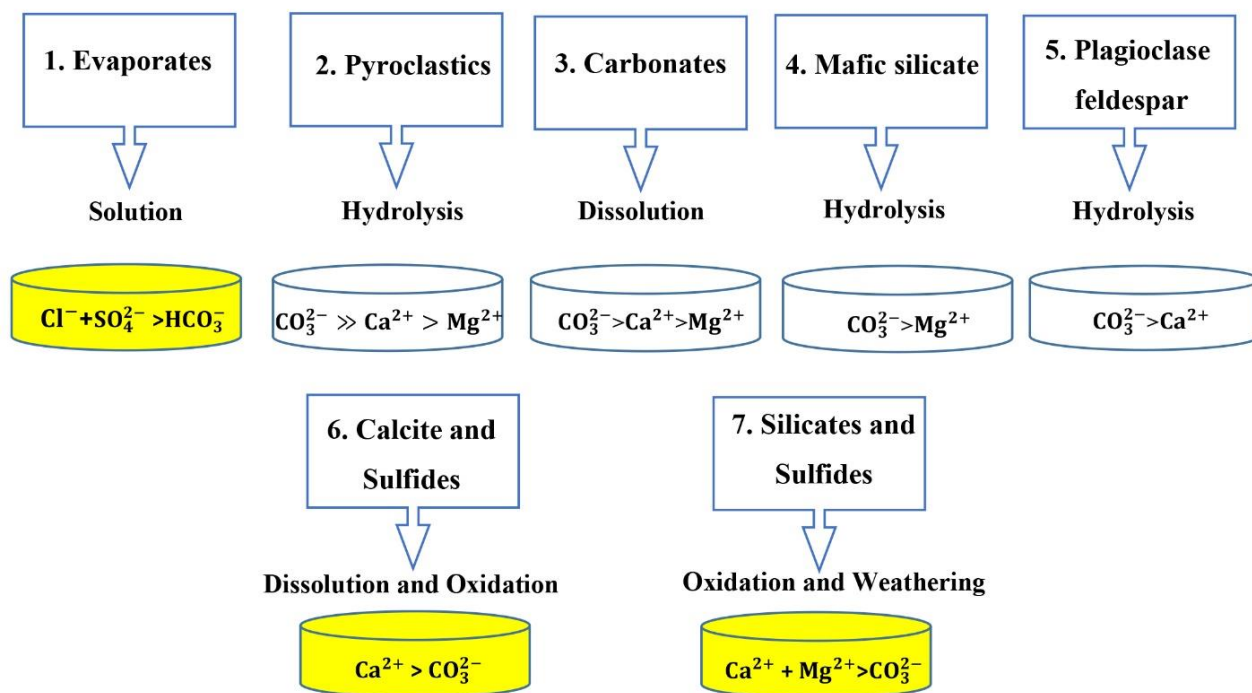 1. Evaporates
2. Pyroclastics
3. Carbonates
4. Mafic silicate
5. Plagioclase
feldespar
Solution
Hydrolysis
Dissolution
Hydrolysis
Hydrolysis
Cl⁻+SO₄²⁻ >HCO₃⁻
CO₃²⁻ ≫ Ca²⁺ > Mg²⁺
CO₃²⁻>Ca²⁺>Mg²⁺
CO₃²⁻>Mg²⁺
CO₃²⁻>Ca²⁺
6. Calcite and
Sulfides
7. Silicates and
Sulfides
Dissolution and Oxidation
Oxidation and Weathering
Ca²⁺ > CO₃²⁻
Ca²⁺ + Mg²⁺>CO₃²⁻